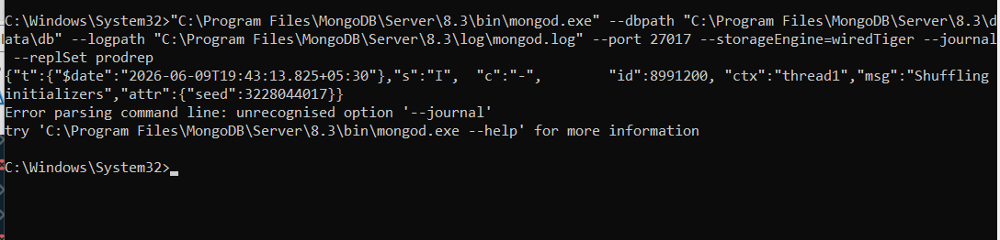 C:\Windows\System32>"C:\Program Files\MongoDB\Server\8.3\bin\mongod.exe" --dbpath "C:\Program Files\MongoDB\Server\8.3\d
ata\db" --logpath "C:\Program Files\MongoDB\Server\8.3\log\mongod.log" --port 27017 --storageEngine=wiredTiger --journal
 --replSet prodrep
{"t":{"$date":"2026-06-09T19:43:13.825+05:30"},"s":"I",  "c":"-",        "id":8991200, "ctx":"thread1","msg":"Shuffling
initializers","attr":{"seed":3228044017}}
Error parsing command line: unrecognised option '--journal'
try 'C:\Program Files\MongoDB\Server\8.3\bin\mongod.exe --help' for more information
C:\Windows\System32>